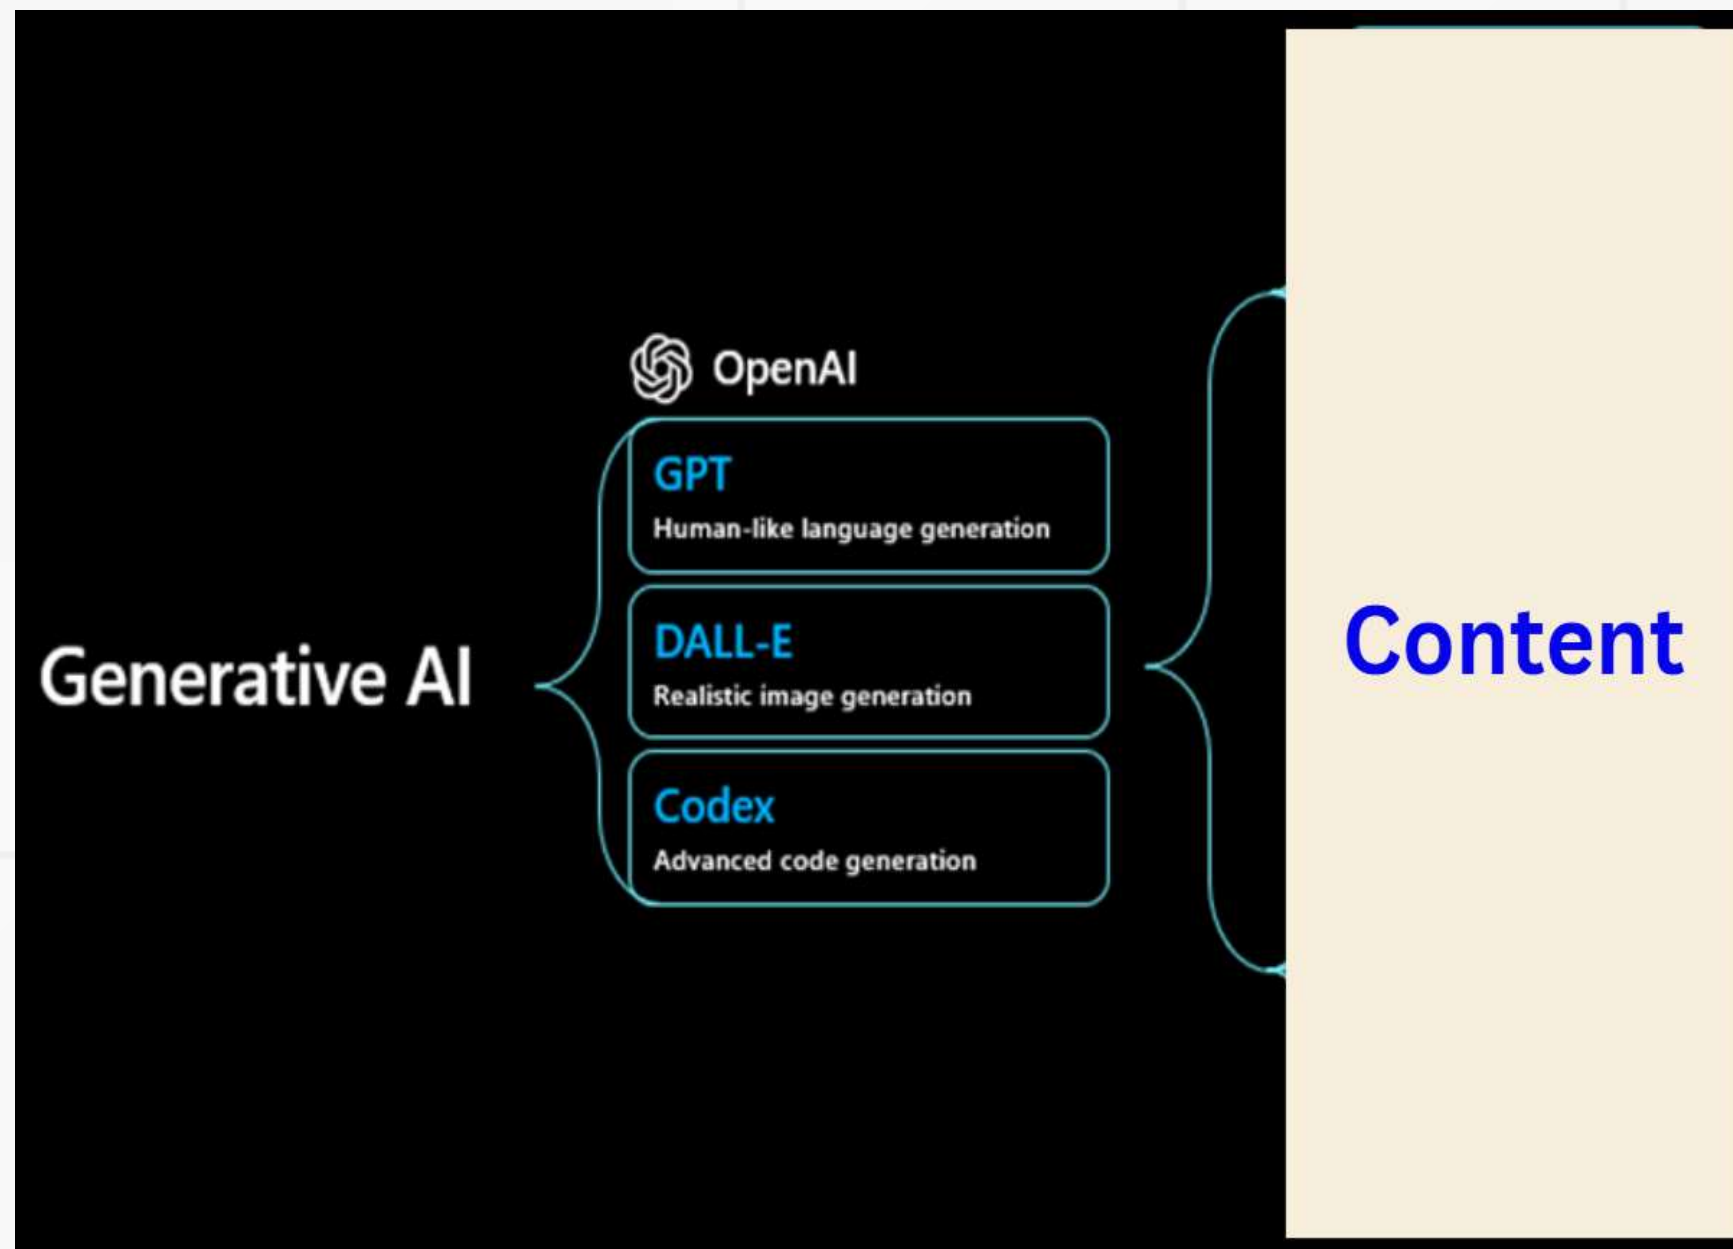 Generative AI
OpenAI
GPT
Human-like language generation
DALL-E
Realistic image generation
Codex
Advanced code generation
Content